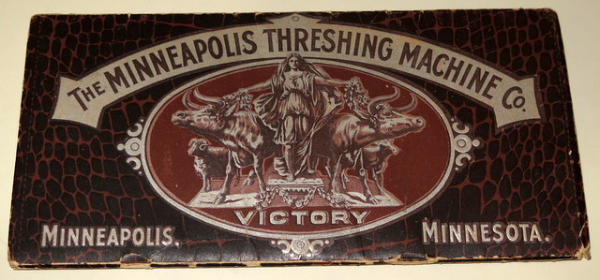 THE MINNEAPOLIS THRESHING MACHINE CO.
VICTORY
MINNEAPOLIS, MINNESOTA.